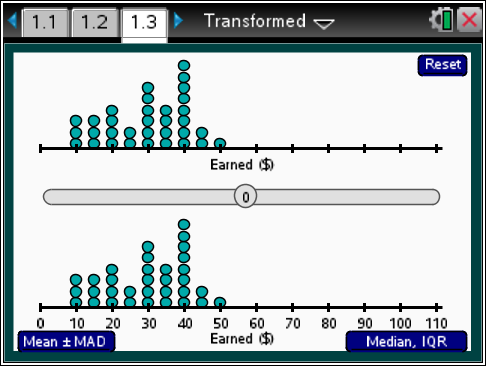 1.1 1.2 1.3 Transformed
Reset
Earned ($)
0
0 10 20 30 40 50 60 70 80 90 100 110
Mean ± MAD Earned ($) Median, IQR